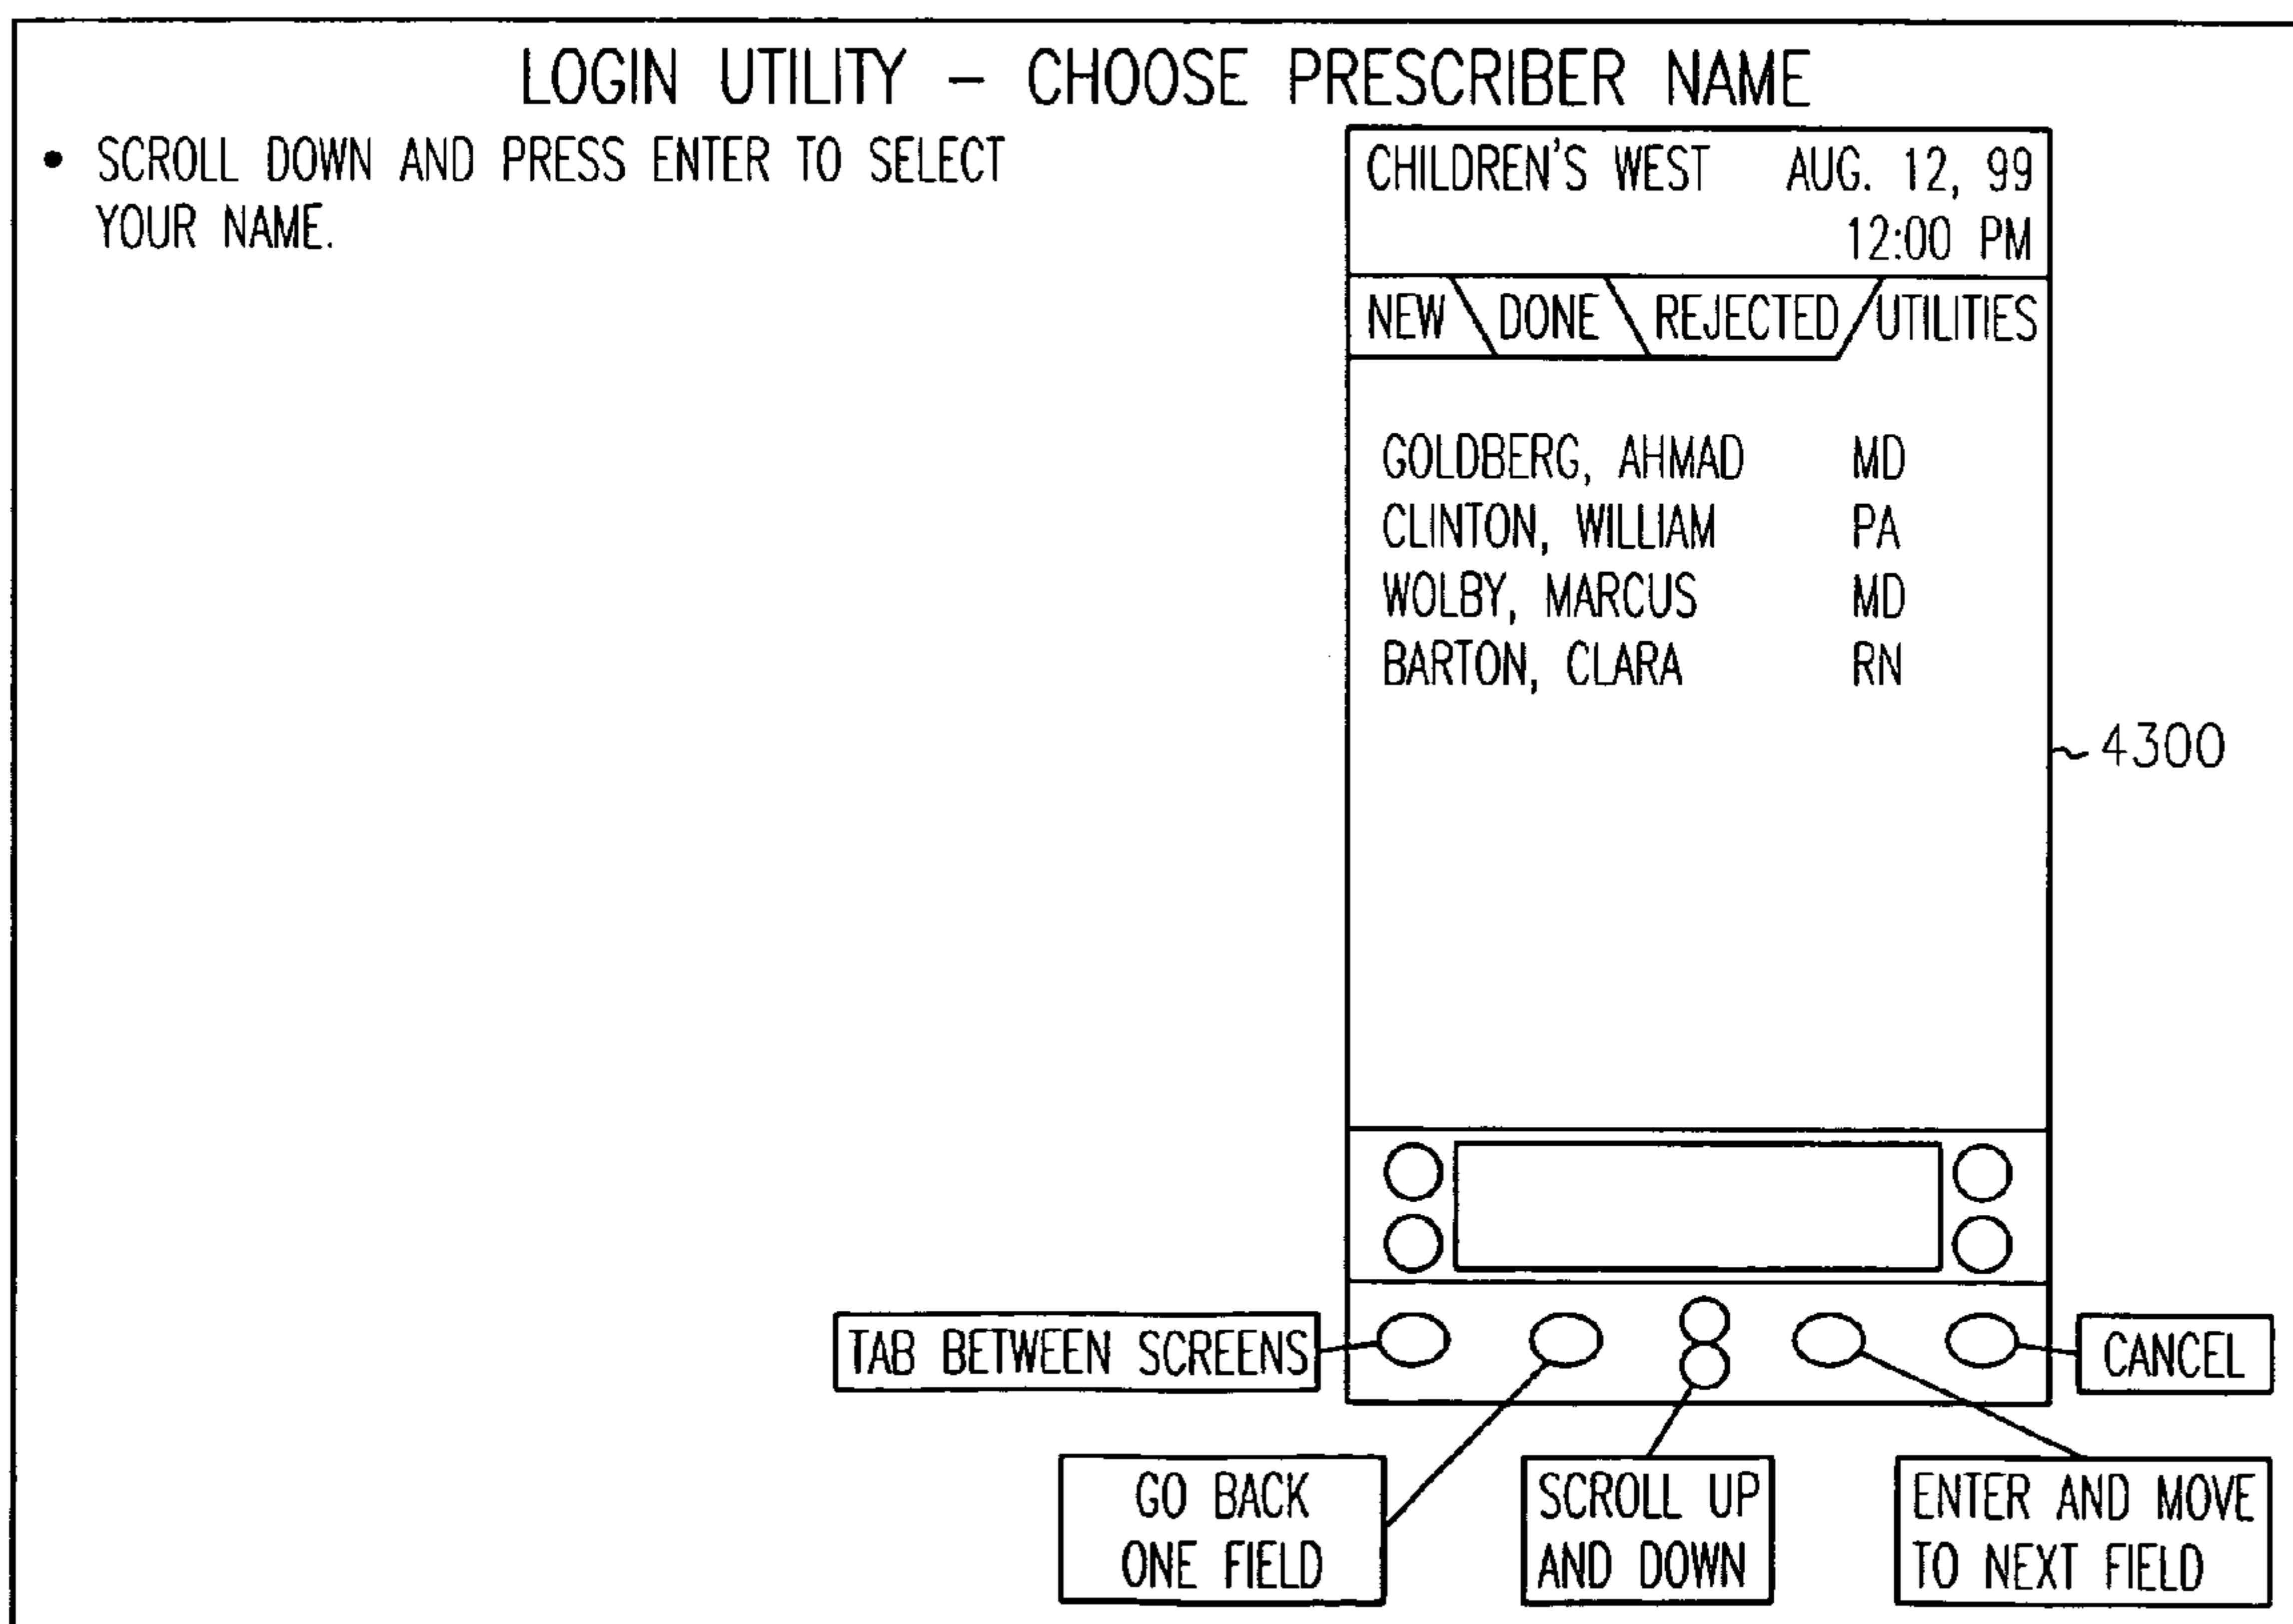 LOGIN UTILITY – CHOOSE PRESCRIBER NAME
• SCROLL DOWN AND PRESS ENTER TO SELECT
YOUR NAME.
CHILDREN'S WEST AUG. 12, 99
12:00 PM
NEW DONE REJECTED UTILITIES
GOLDBERG, AHMAD MD
CLINTON, WILLIAM PA
WOLBY, MARCUS MD
BARTON, CLARA RN
4300
TAB BETWEEN SCREENS
CANCEL
GO BACK
ONE FIELD
SCROLL UP
AND DOWN
ENTER AND MOVE
TO NEXT FIELD